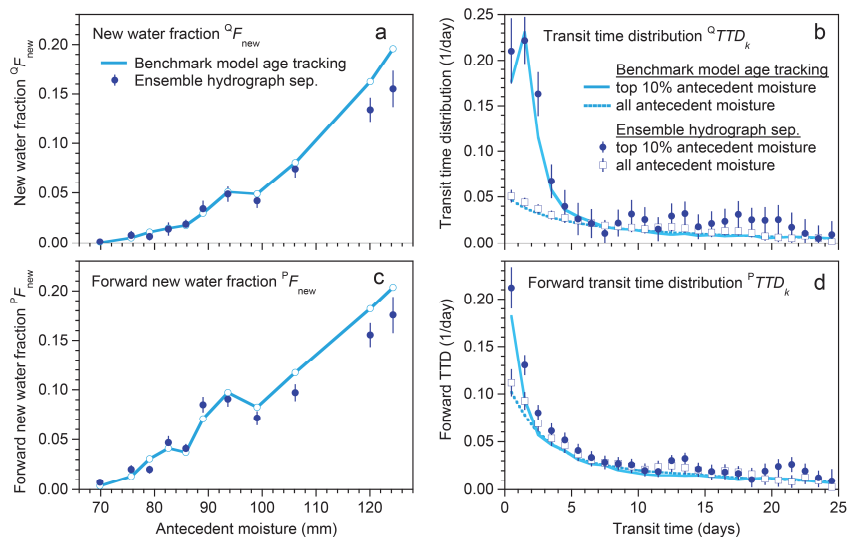 New water fraction QFnew
a
Benchmark model age tracking
Ensemble hydrograph sep.
New water fraction QFnew
0.20
0.15
0.10
0.05
0.00
Transit time distribution QTTDk
b
Benchmark model age tracking
top 10% antecedent moisture
all antecedent moisture
Ensemble hydrograph sep.
top 10% antecedent moisture
all antecedent moisture
Transit time distribution (1/day)
0.25
0.20
0.15
0.10
0.05
0.00
Forward new water fraction PFnew
c
Forward new water fraction PFnew
0.20
0.15
0.10
0.05
0.00
60 70 80 90 100 110 120
Antecedent moisture (mm)
Forward transit time distribution PTTDk
d
Forward TTD (1/day)
0.20
0.15
0.10
0.05
0.00
0 5 10 15 20 25
Transit time (days)